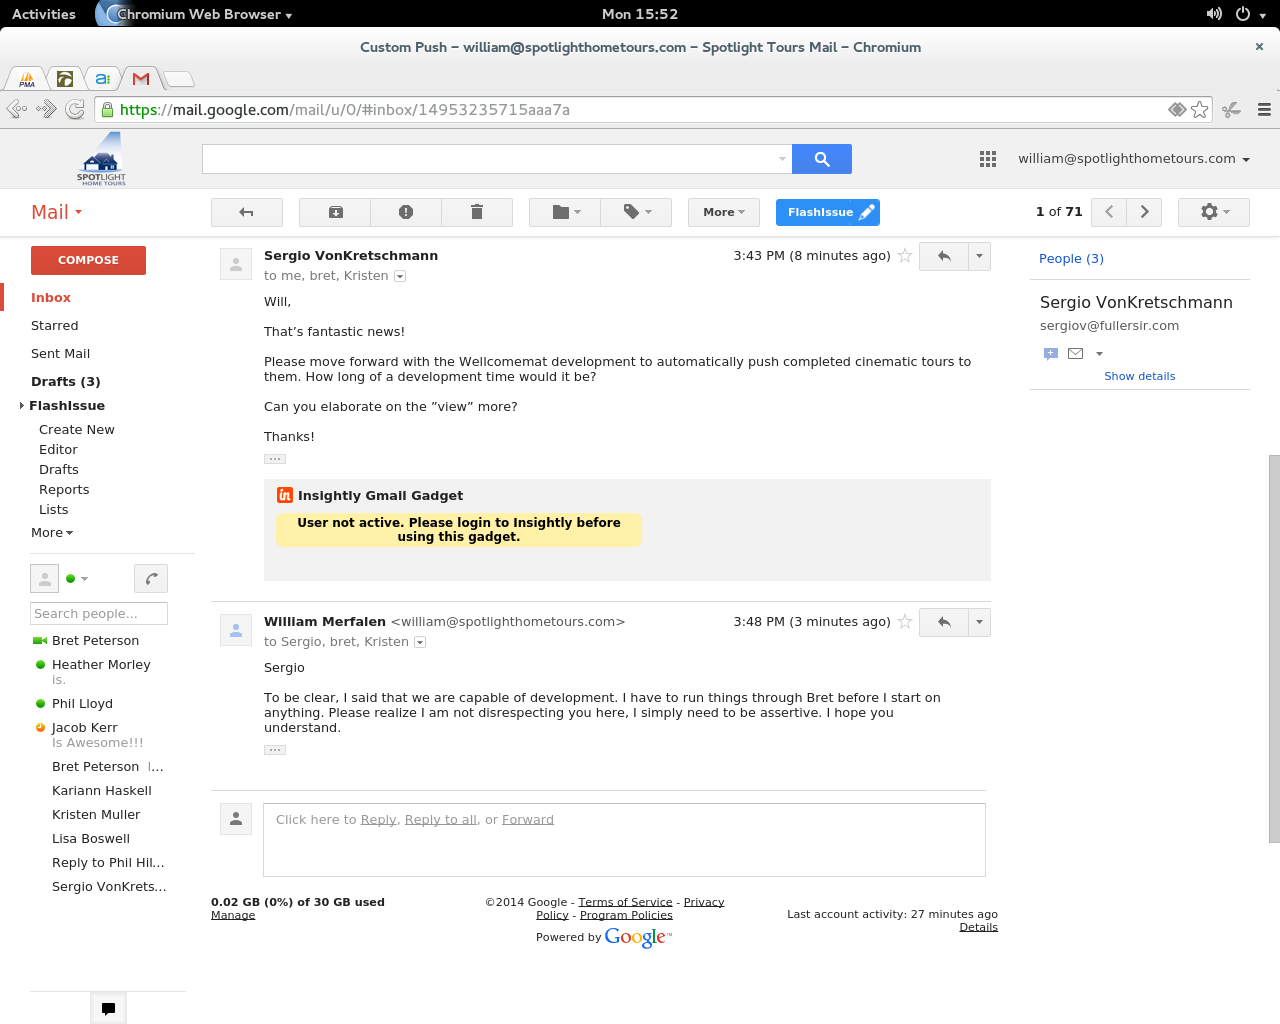 Activities
Chromium Web Browser
Mon 15:52
Custom Push – william@spotlighthometours.com – Spotlight Tours Mail – Chromium
PMA
a:
https://mail.google.com/mail/u/0/#inbox/14953235715aaa7a
SPOTLIGHT
HOME TOURS
william@spotlighthometours.com
Mail
More
FlashIssue
1 of 71
COMPOSE
Inbox
Starred
Sent Mail
Drafts (3)
FlashIssue
Create New
Editor
Drafts
Reports
Lists
More
Search people...
Bret Peterson
Heather Morley
is.
Phil Lloyd
Jacob Kerr
Is Awesome!!!
Bret Peterson I...
Kariann Haskell
Kristen Muller
Lisa Boswell
Reply to Phil Hil...
Sergio VonKrets...
Sergio VonKretschmann
3:43 PM (8 minutes ago)
to me, bret, Kristen
Will,
That’s fantastic news!
Please move forward with the Wellcomemat development to automatically push completed cinematic tours to
them. How long of a development time would it be?
Can you elaborate on the ”view” more?
Thanks!
in Insightly Gmail Gadget
User not active. Please login to Insightly before
using this gadget.
William Merfalen <william@spotlighthometours.com>
3:48 PM (3 minutes ago)
to Sergio, bret, Kristen
Sergio
To be clear, I said that we are capable of development. I have to run things through Bret before I start on
anything. Please realize I am not disrespecting you here, I simply need to be assertive. I hope you
understand.
Click here to Reply, Reply to all, or Forward
0.02 GB (0%) of 30 GB used
Manage
©2014 Google - Terms of Service - Privacy
Policy - Program Policies
Powered by Google™
Last account activity: 27 minutes ago
Details
People (3)
Sergio VonKretschmann
sergiov@fullersir.com
Show details